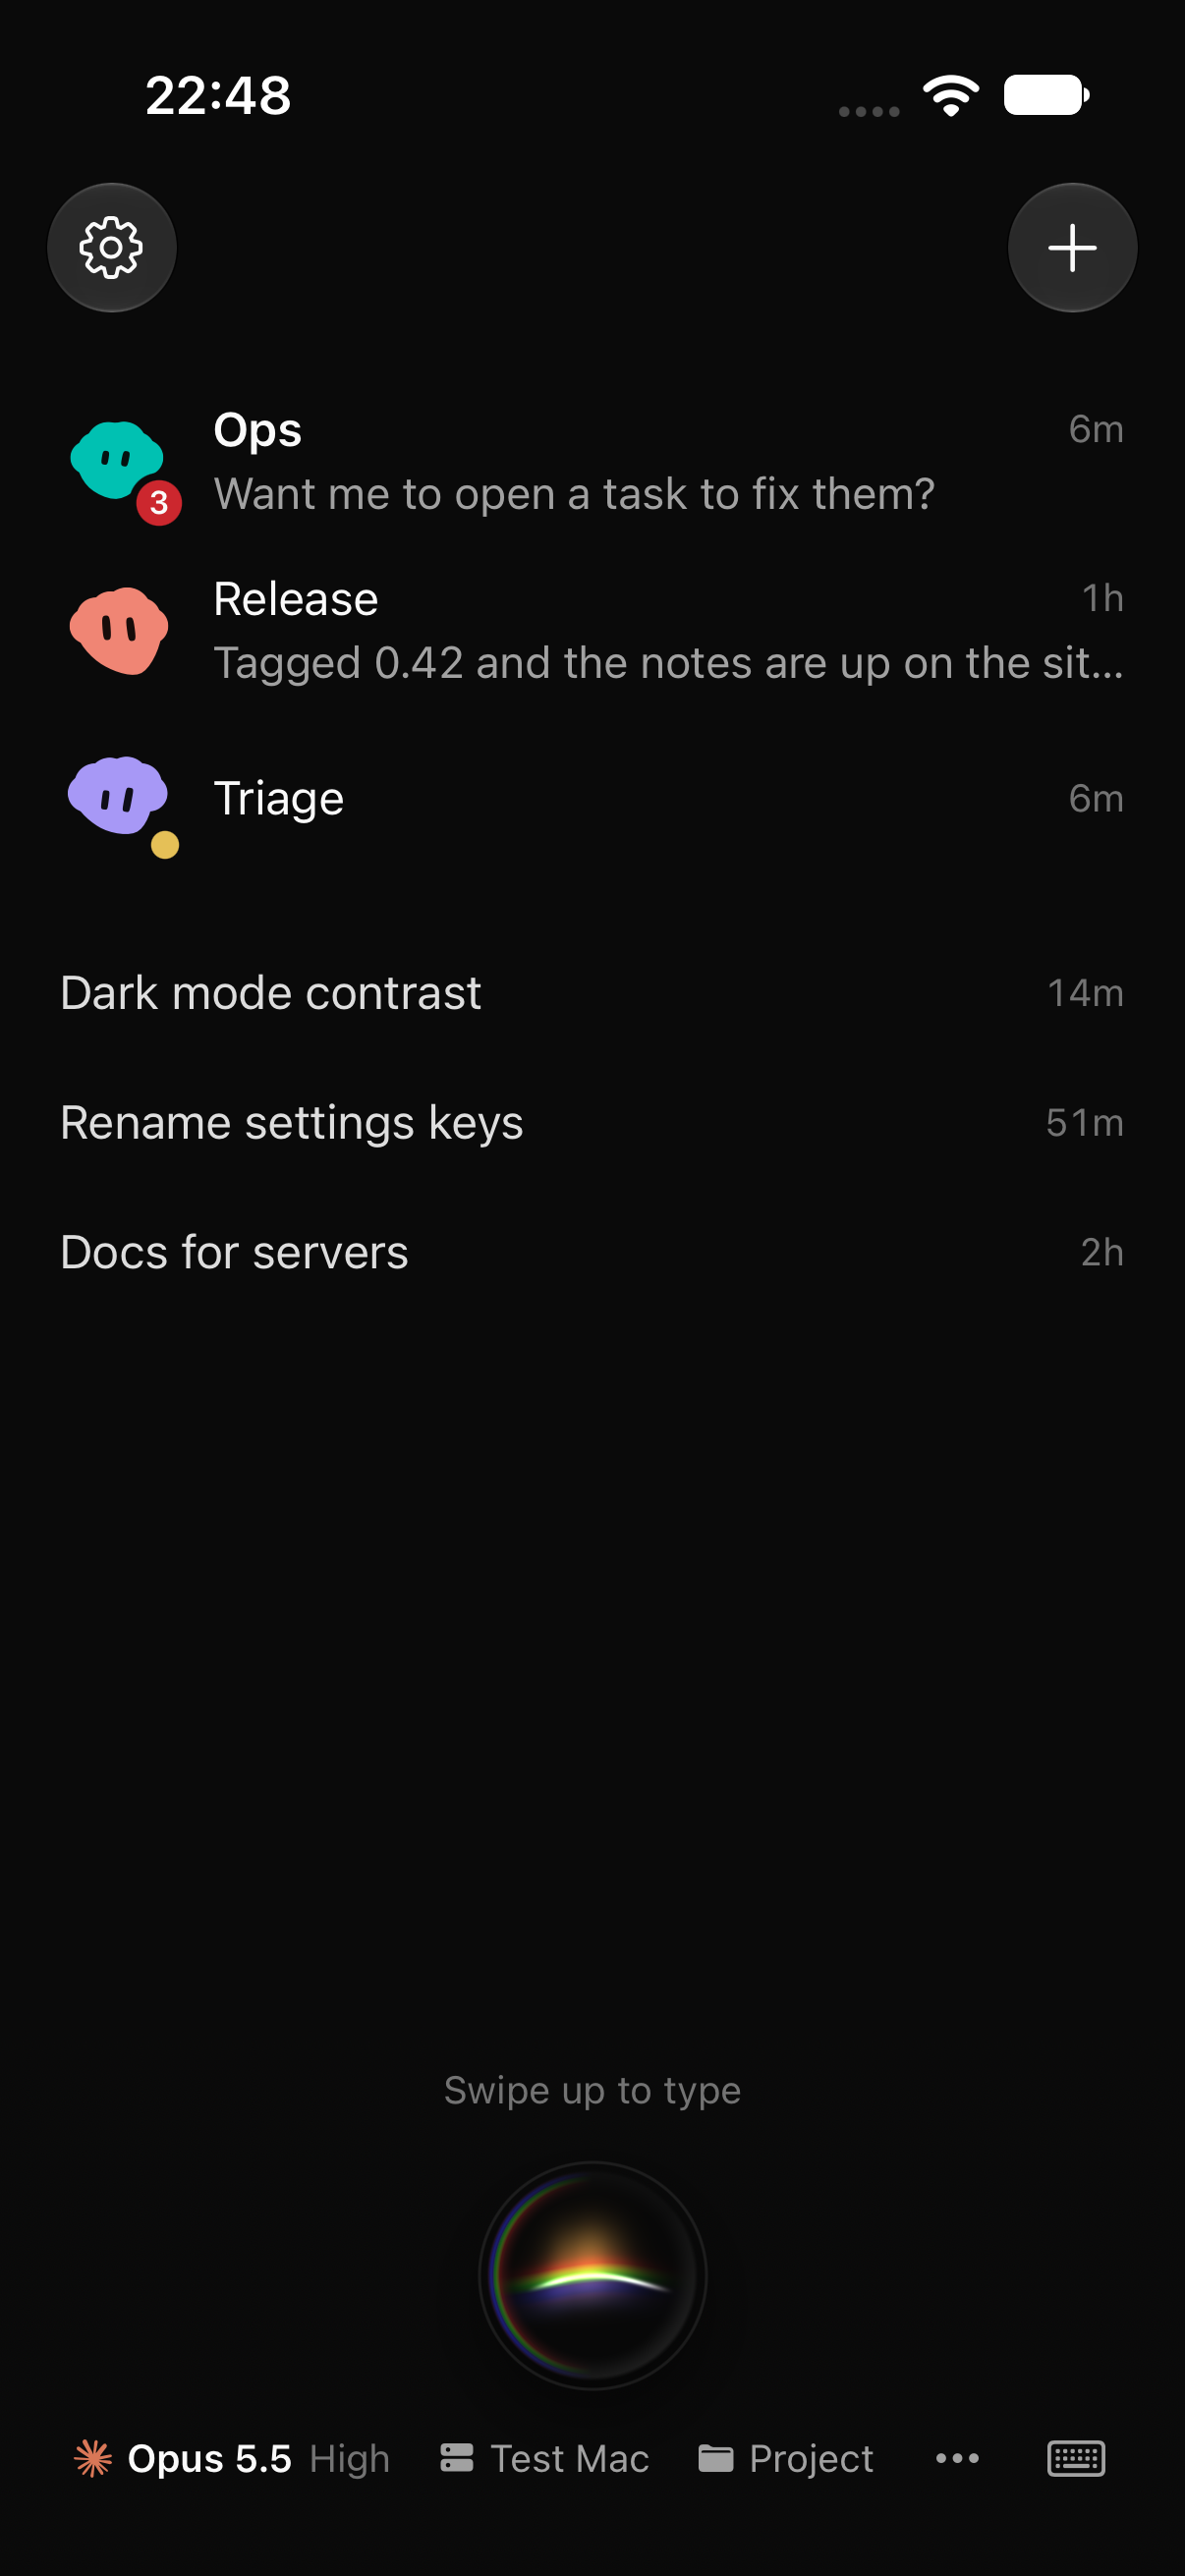 22:48
Ops 6m
3
Want me to open a task to fix them?
Release 1h
Tagged 0.42 and the notes are up on the sit...
Triage 6m
Dark mode contrast 14m
Rename settings keys 51m
Docs for servers 2h
Swipe up to type
Opus 5.5 High Test Mac Project